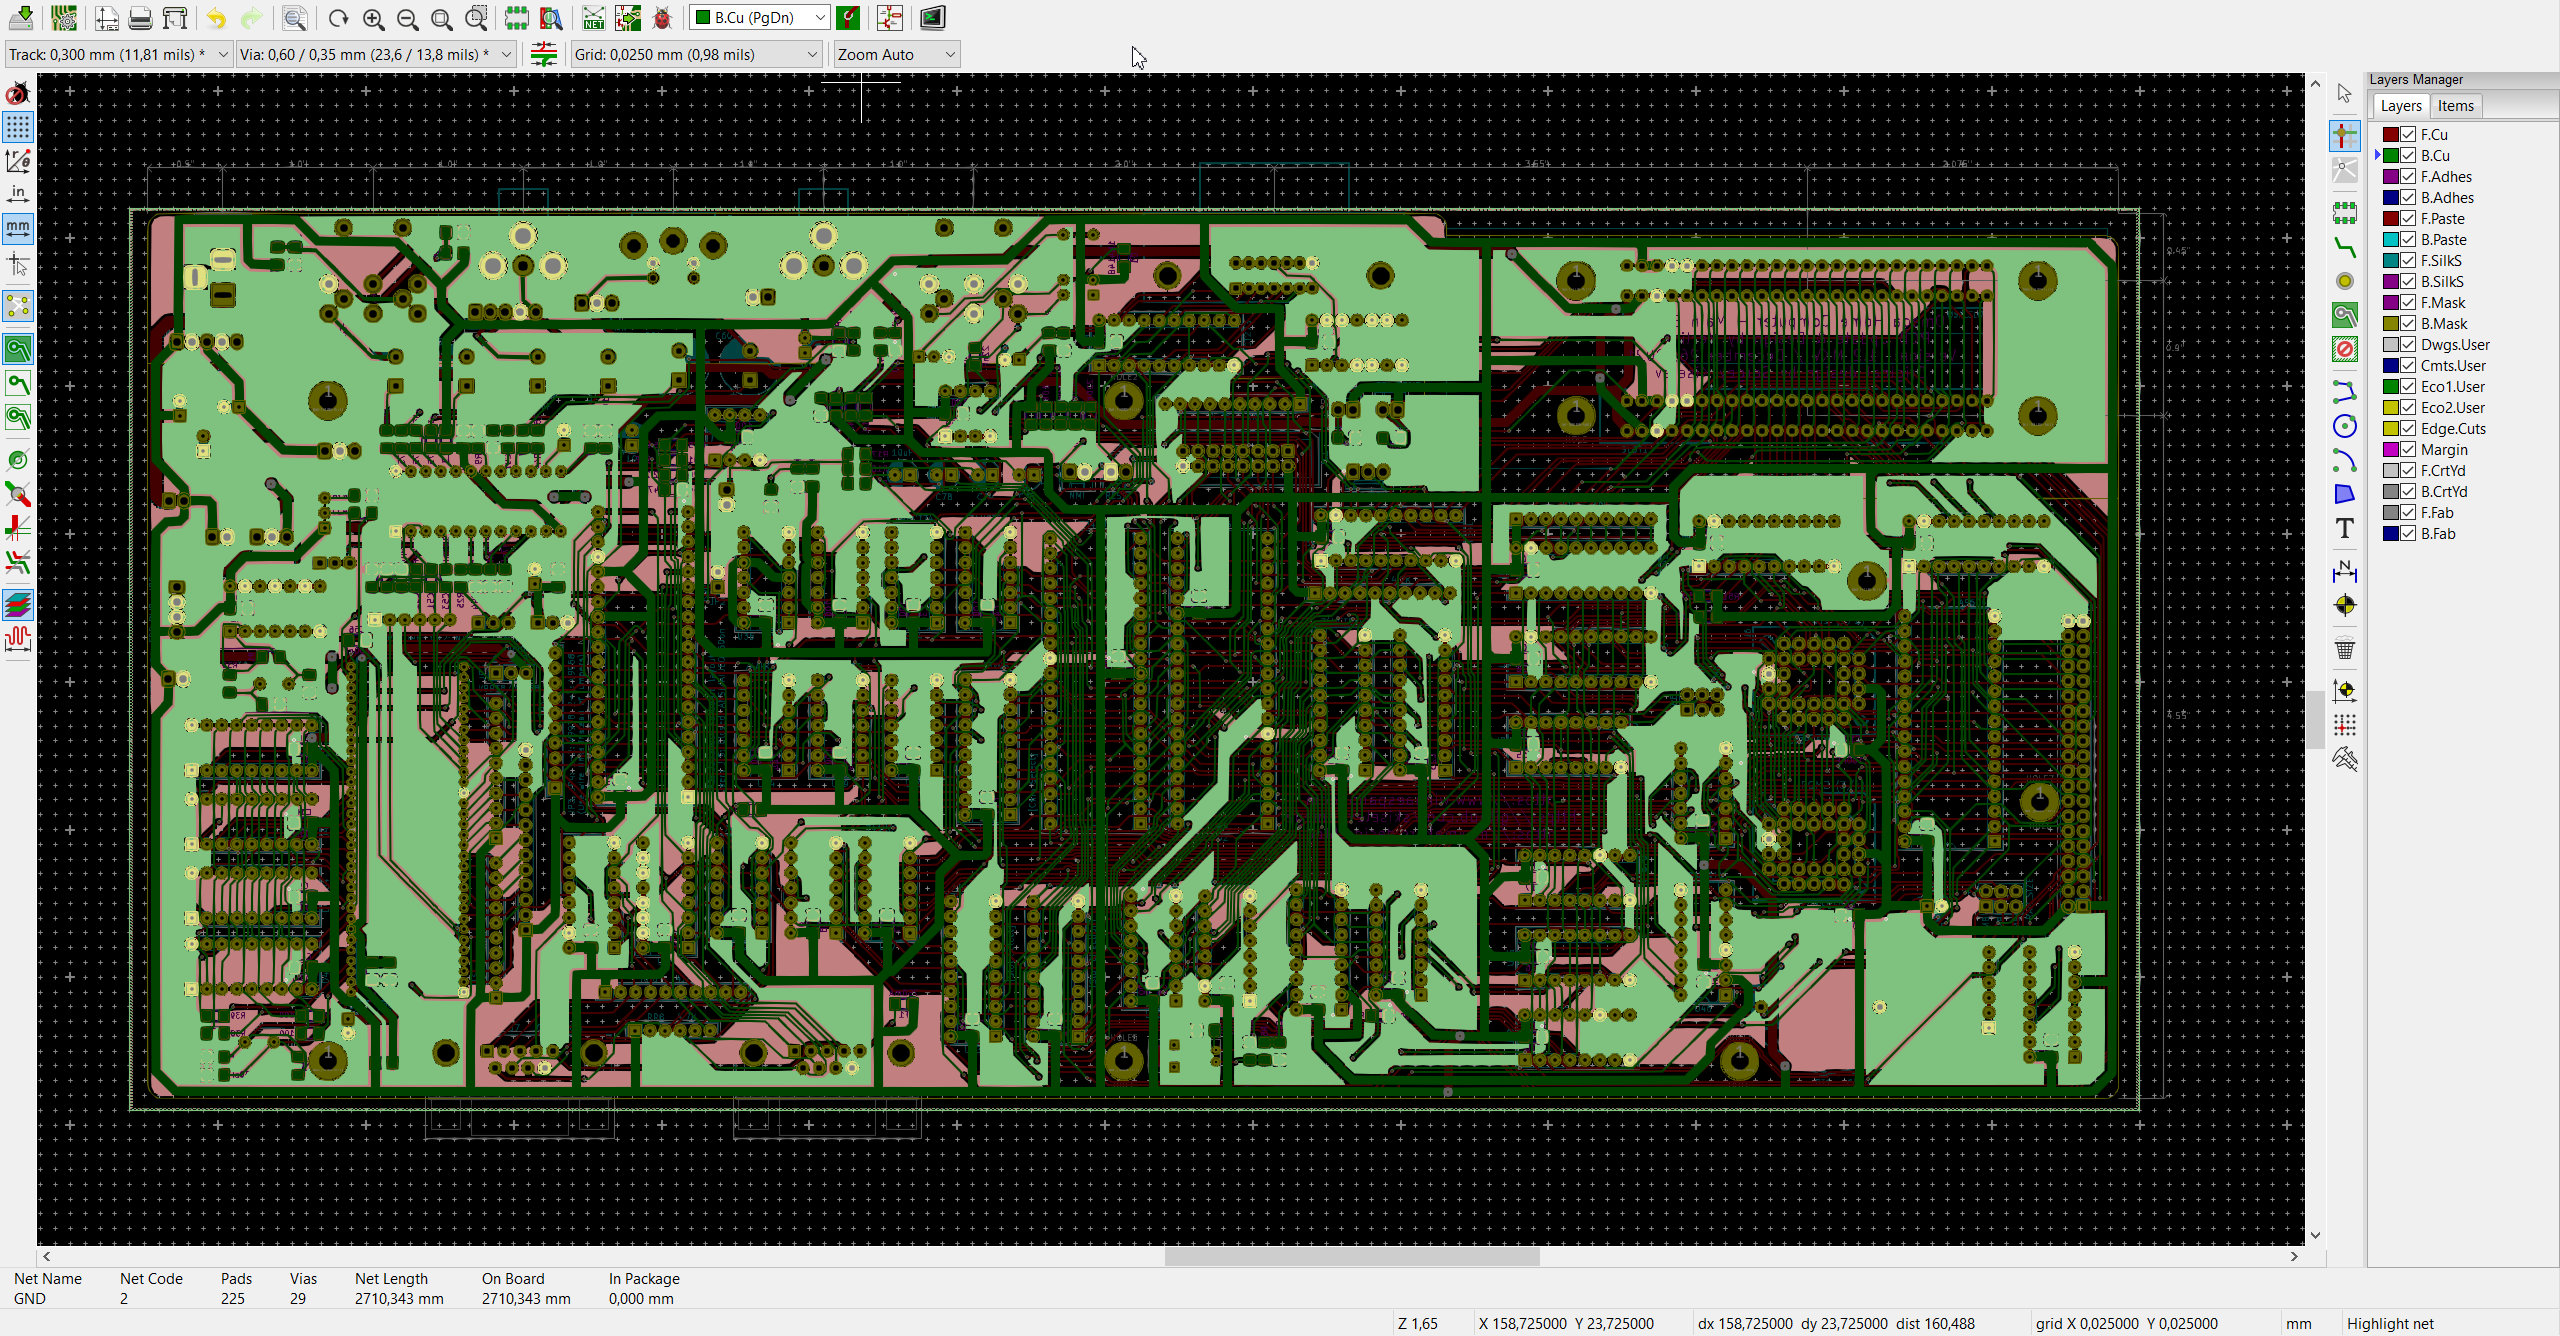 B.Cu (PgDn)
Track: 0,300 mm (11,81 mils) *
Via: 0,60 / 0,35 mm (23,6 / 13,8 mils) *
Grid: 0,0250 mm (0,98 mils)
Zoom Auto
NET
in
mm
Layers Manager
Layers
Items
F.Cu
B.Cu
F.Adhes
B.Adhes
F.Paste
B.Paste
F.SilkS
B.SilkS
F.Mask
B.Mask
Dwgs.User
Cmts.User
Eco1.User
Eco2.User
Edge.Cuts
Margin
F.CrtYd
B.CrtYd
F.Fab
B.Fab
Net Name
Net Code
Pads
Vias
Net Length
On Board
In Package
GND
2
225
29
2710,343 mm
2710,343 mm
0,000 mm
Z 1,65
X 158,725000 Y 23,725000
dx 158,725000 dy 23,725000 dist 160,488
grid X 0,025000 Y 0,025000
mm
Highlight net